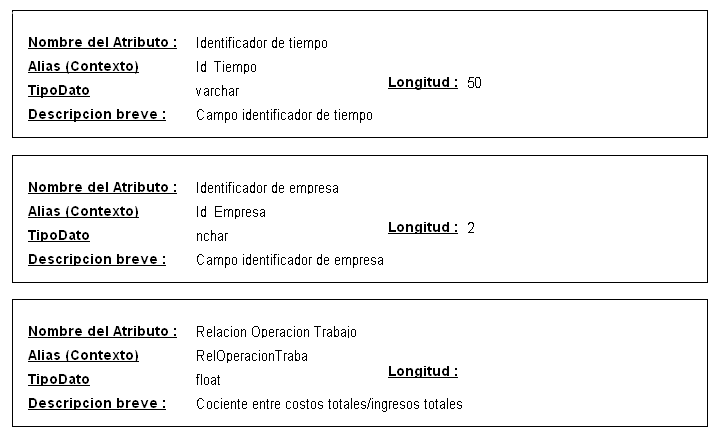 Nombre del Atributo : Identificador de tiempo
Alias (Contexto) Id Tiempo
TipoDato varchar Longitud : 50
Descripcion breve : Campo identificador de tiempo
Nombre del Atributo : Identificador de empresa
Alias (Contexto) Id Empresa
TipoDato nchar Longitud : 2
Descripcion breve : Campo identificador de empresa
Nombre del Atributo : Relacion Operacion Trabajo
Alias (Contexto) RelOperacionTraba
TipoDato float Longitud :
Descripcion breve : Cociente entre costos totales/ingresos totales